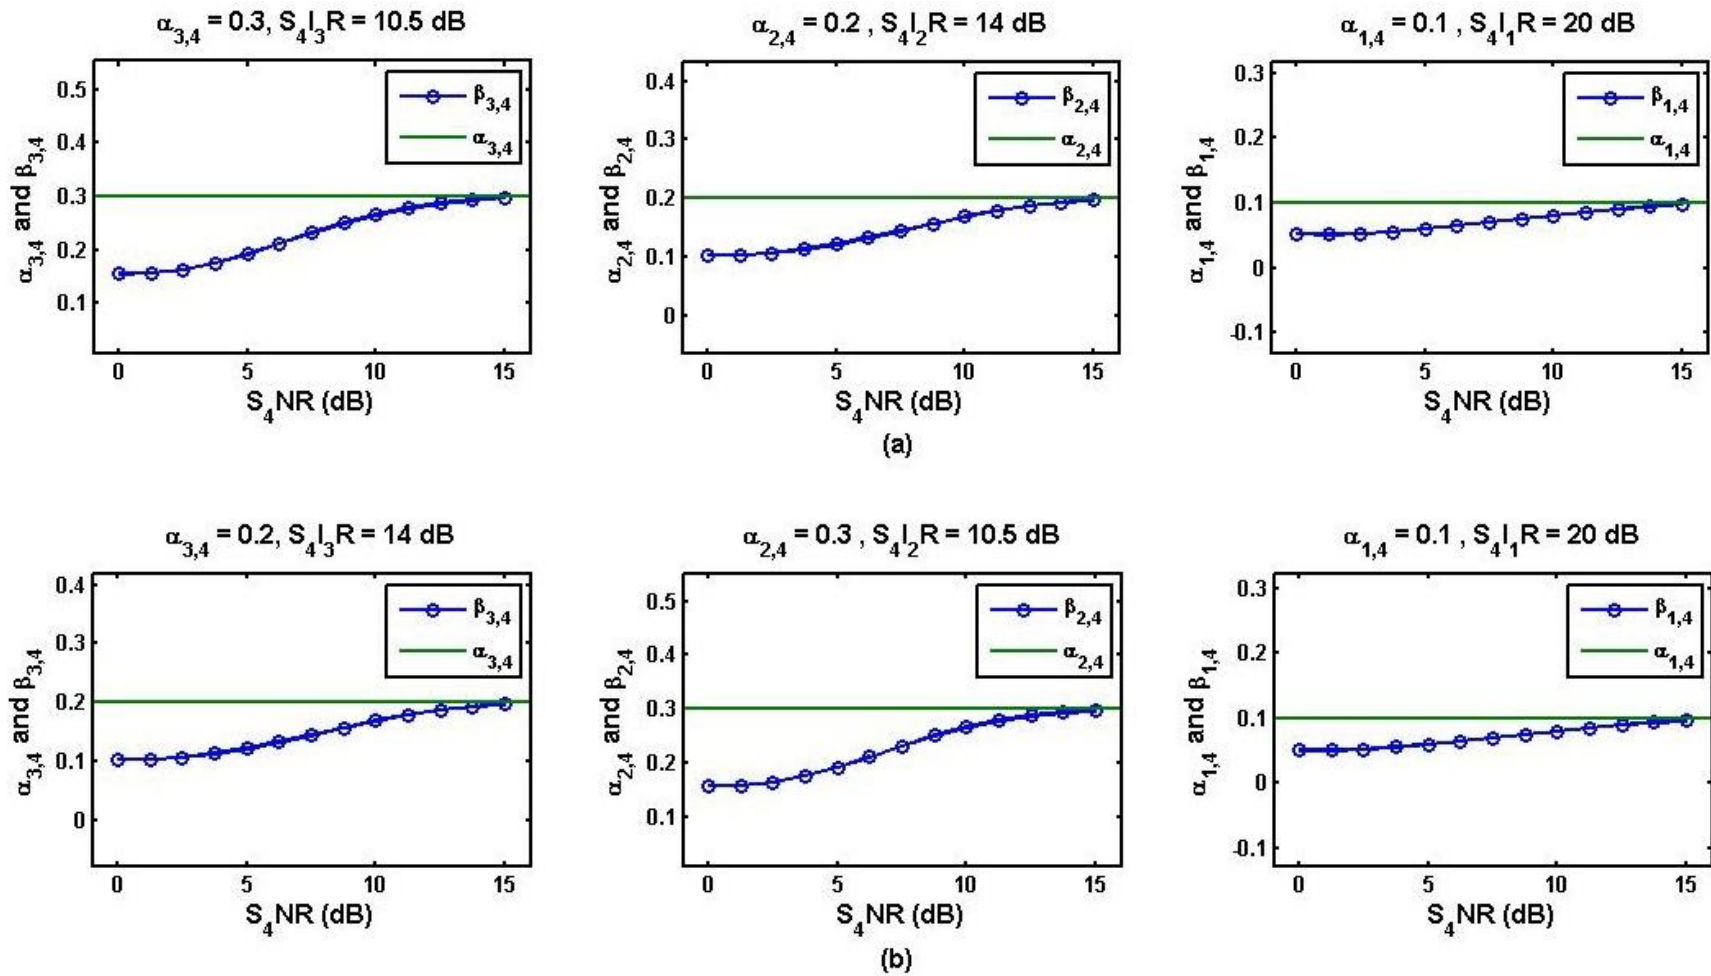 α3,4 = 0.3, S4I3R = 10.5 dB
0.5
0.4
0.3
0.2
0.1
α3,4 and β3,4
β3,4
α3,4
0 5 10 15
S4NR (dB)
α2,4 = 0.2 , S4I2R = 14 dB
0.4
0.3
0.2
0.1
0
α2,4 and β2,4
β2,4
α2,4
0 5 10 15
S4NR (dB)
α1,4 = 0.1 , S4I1R = 20 dB
0.3
0.2
0.1
0
-0.1
α1,4 and β1,4
β1,4
α1,4
0 5 10 15
S4NR (dB)
(a)
α3,4 = 0.2, S4I3R = 14 dB
0.4
0.3
0.2
0.1
0
α3,4 and β3,4
β3,4
α3,4
0 5 10 15
S4NR (dB)
α2,4 = 0.3 , S4I2R = 10.5 dB
0.5
0.4
0.3
0.2
0.1
α2,4 and β2,4
β2,4
α2,4
0 5 10 15
S4NR (dB)
α1,4 = 0.1 , S4I1R = 20 dB
0.3
0.2
0.1
0
-0.1
α1,4 and β1,4
β1,4
α1,4
0 5 10 15
S4NR (dB)
(b)